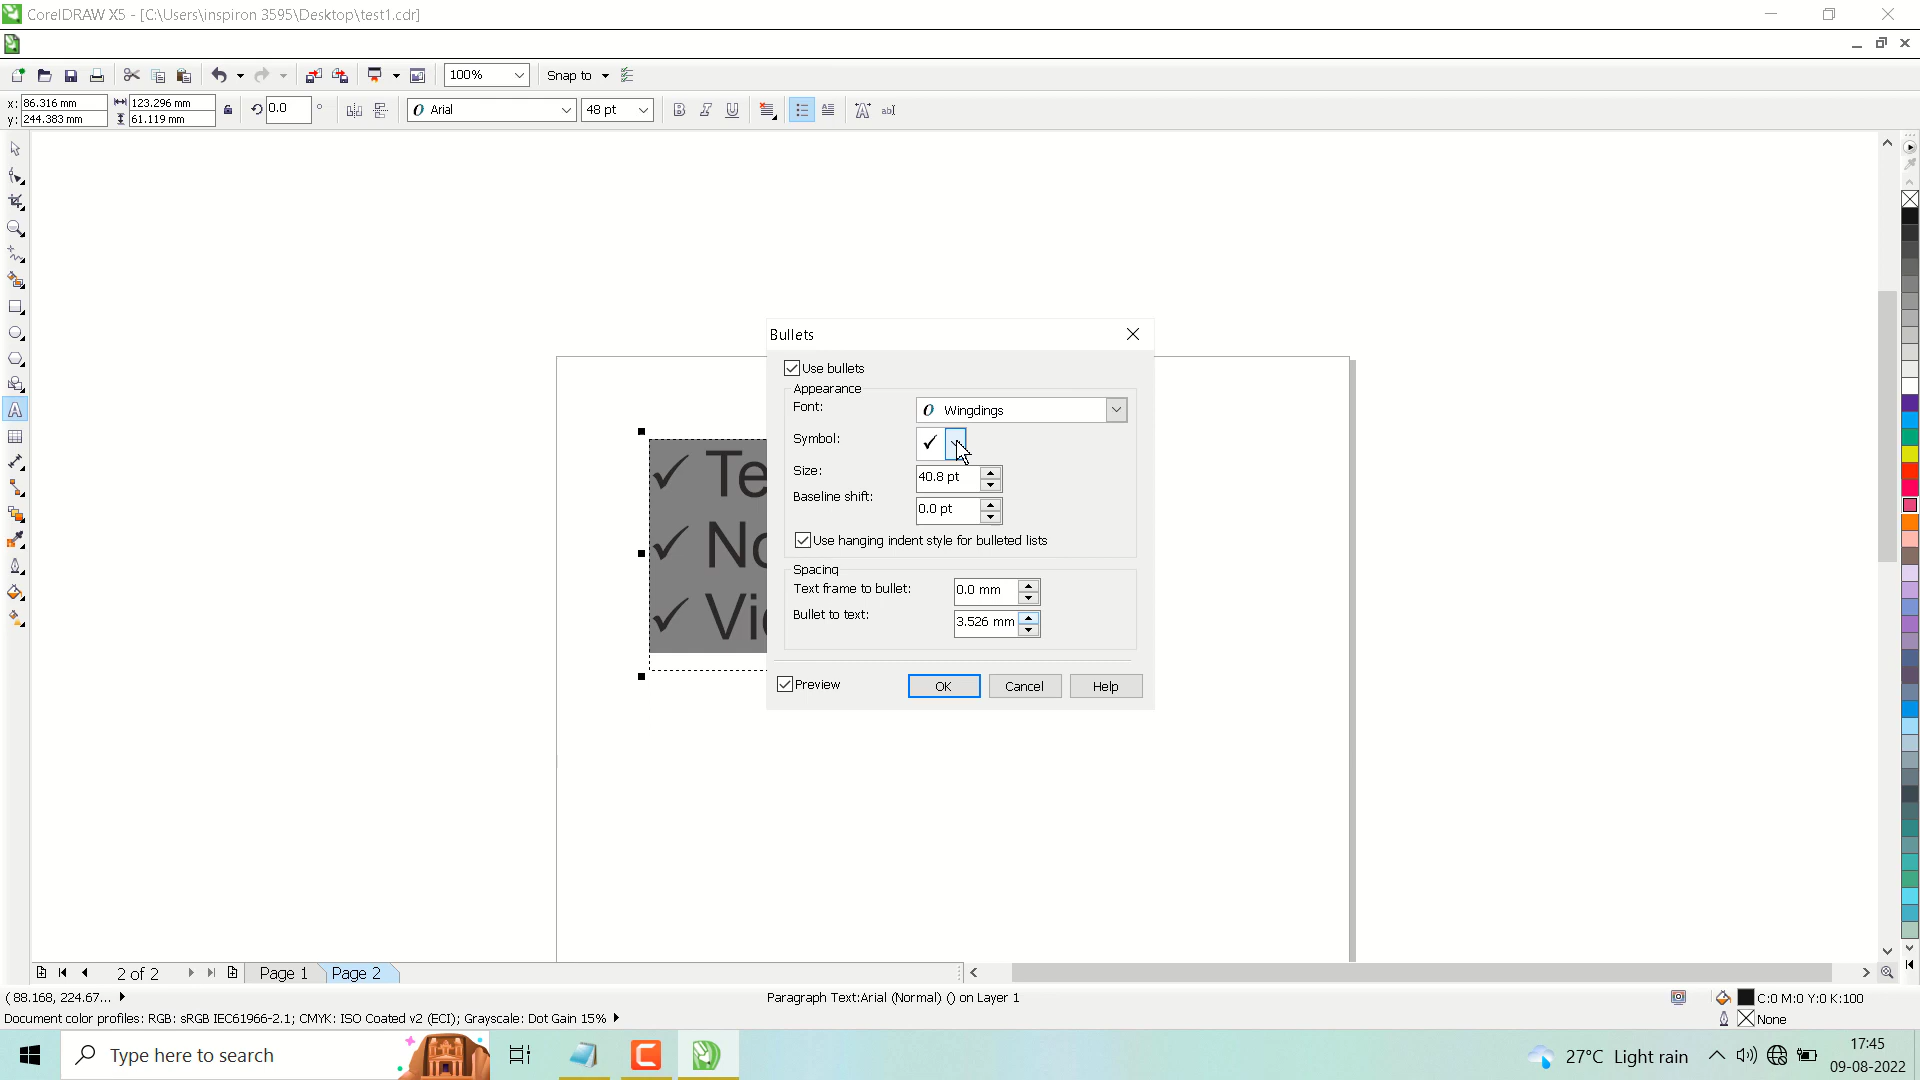 CorelDRAW X5 - [C:\Users\inspiron 3595\Desktop\test1.cdr]
100%
Snap to
x: 86.316 mm
y: 244.383 mm
123.296 mm
61.119 mm
0.0 °
O Arial
48 pt
B I U
abI
Bullets
Use bullets
Appearance
Font:
O Wingdings
Symbol:
✓
Size:
40.8 pt
Baseline shift:
0.0 pt
Use hanging indent style for bulleted lists
Spacing
Text frame to bullet:
0.0 mm
Bullet to text:
3.526 mm
Preview
OK
Cancel
Help
✓ Te
✓ No
✓ Vi
2 of 2
Page 1
Page 2
( 88.168, 224.67...
Paragraph Text:Arial (Normal) () on Layer 1
C:0 M:0 Y:0 K:100
Document color profiles: RGB: sRGB IEC61966-2.1; CMYK: ISO Coated v2 (ECI); Grayscale: Dot Gain 15%
None
Type here to search
27°C Light rain
17:45
09-08-2022